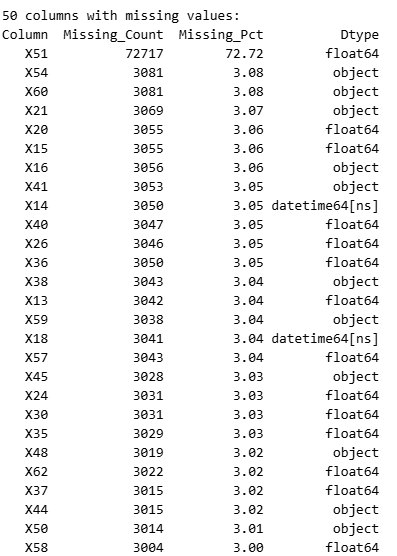 50 columns with missing values:
Column Missing_Count Missing_Pct Dtype
X51 72717 72.72 float64
X54 3081 3.08 object
X60 3081 3.08 object
X21 3069 3.07 object
X20 3055 3.06 float64
X15 3055 3.06 float64
X16 3056 3.06 object
X41 3053 3.05 object
X14 3050 3.05 datetime64[ns]
X40 3047 3.05 float64
X26 3046 3.05 float64
X36 3050 3.05 float64
X38 3043 3.04 object
X13 3042 3.04 float64
X59 3038 3.04 object
X18 3041 3.04 datetime64[ns]
X57 3043 3.04 float64
X45 3028 3.03 object
X24 3031 3.03 float64
X30 3031 3.03 float64
X35 3029 3.03 float64
X48 3019 3.02 object
X62 3022 3.02 float64
X37 3015 3.02 float64
X44 3015 3.02 object
X50 3014 3.01 object
X58 3004 3.00 float64